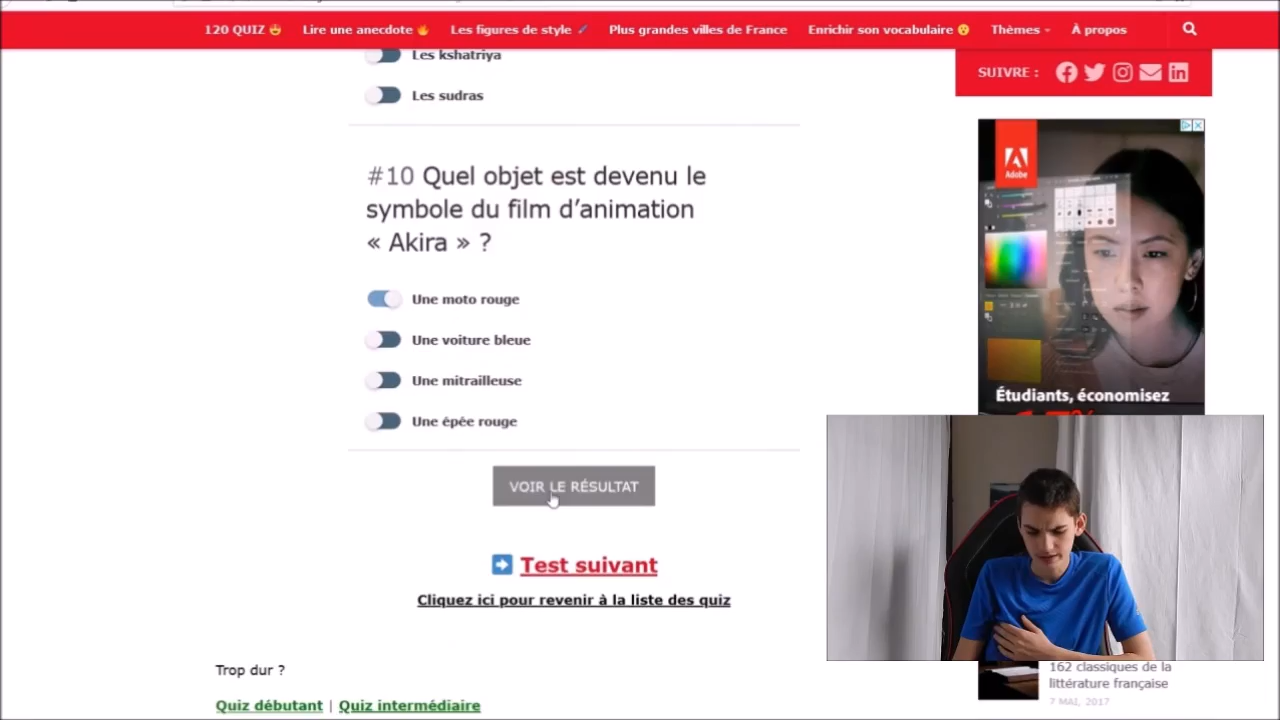 120 QUIZ 😍 Lire une anecdote 🔥 Les figures de style 🖌️ Plus grandes villes de France Enrichir son vocabulaire 😮 Thèmes À propos
SUIVRE :
Les kshatriya
Les sudras
#10 Quel objet est devenu le
symbole du film d’animation
« Akira » ?
Une moto rouge
Une voiture bleue
Une mitrailleuse
Une épée rouge
VOIR LE RÉSULTAT
➡ Test suivant
Cliquez ici pour revenir à la liste des quiz
Trop dur ?
Quiz débutant | Quiz intermédiaire
Adobe
Étudiants, économisez
162 classiques de la
littérature française
7 MAI, 2017